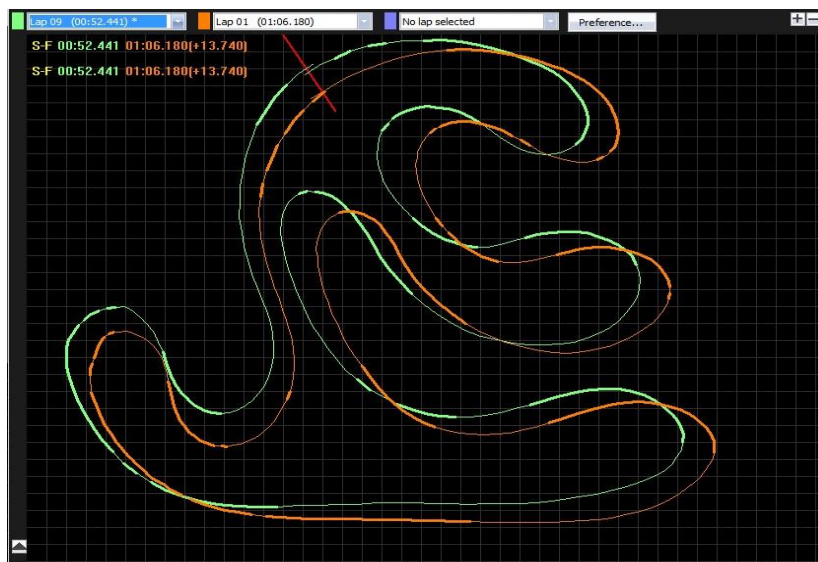 Lap 09 (00:52.441) * Lap 01 (01:06.180) No lap selected Preference...
S-F 00:52.441 01:06.180(+13.740)
S-F 00:52.441 01:06.180(+13.740)